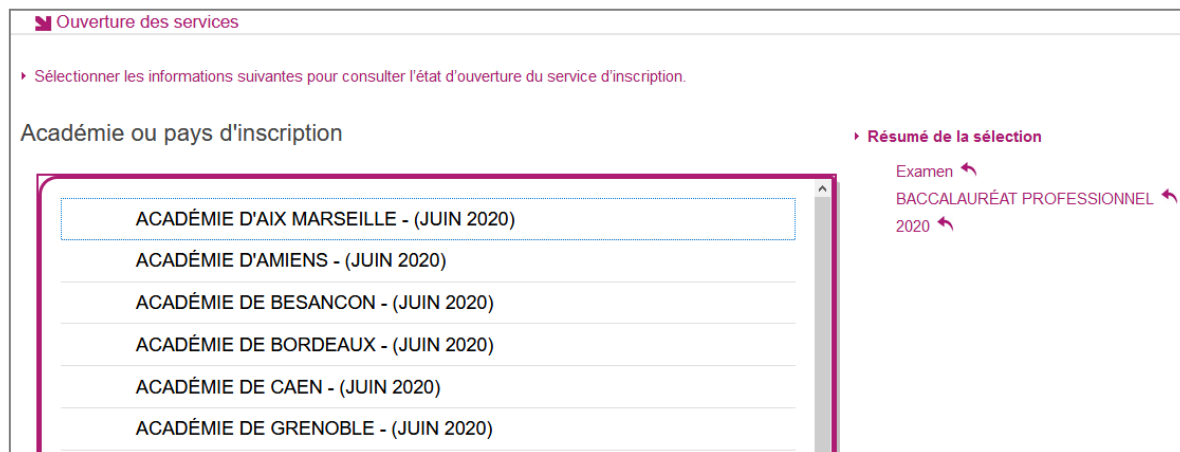 Ouverture des services
Sélectionner les informations suivantes pour consulter l'état d'ouverture du service d'inscription.
Académie ou pays d'inscription
ACADÉMIE D'AIX MARSEILLE - (JUIN 2020)
ACADÉMIE D'AMIENS - (JUIN 2020)
ACADÉMIE DE BESANCON - (JUIN 2020)
ACADÉMIE DE BORDEAUX - (JUIN 2020)
ACADÉMIE DE CAEN - (JUIN 2020)
ACADÉMIE DE GRENOBLE - (JUIN 2020)
Résumé de la sélection
Examen
BACCALAURÉAT PROFESSIONNEL
2020